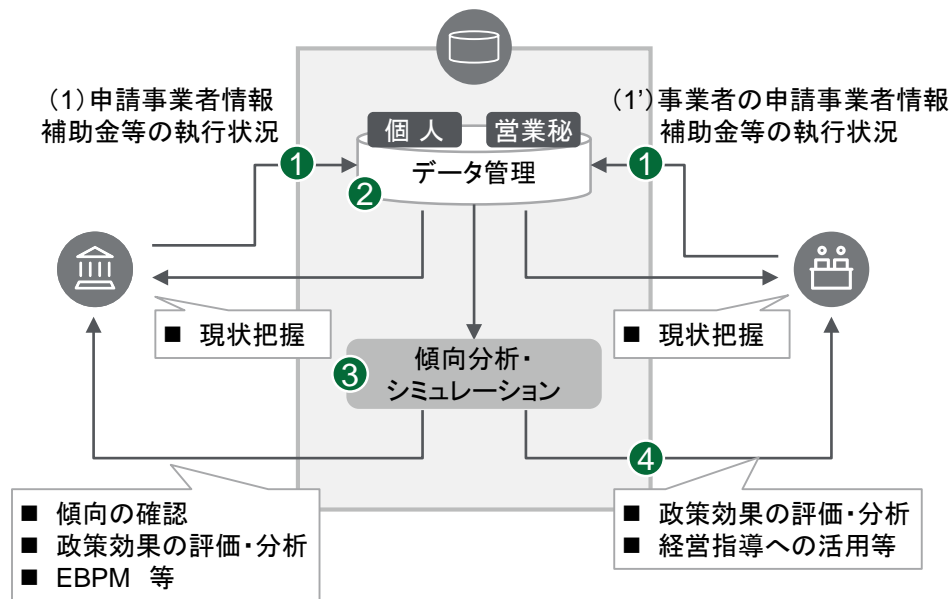 (1)申請事業者情報
補助金等の執行状況
(1')事業者の申請事業者情報
補助金等の執行状況
個 人
営業秘
1
データ管理
1
2
■ 現状把握
■ 現状把握
3
傾向分析・
シミュレーション
4
■ 傾向の確認
■ 政策効果の評価・分析
■ EBPM 等
■ 政策効果の評価・分析
■ 経営指導への活用等